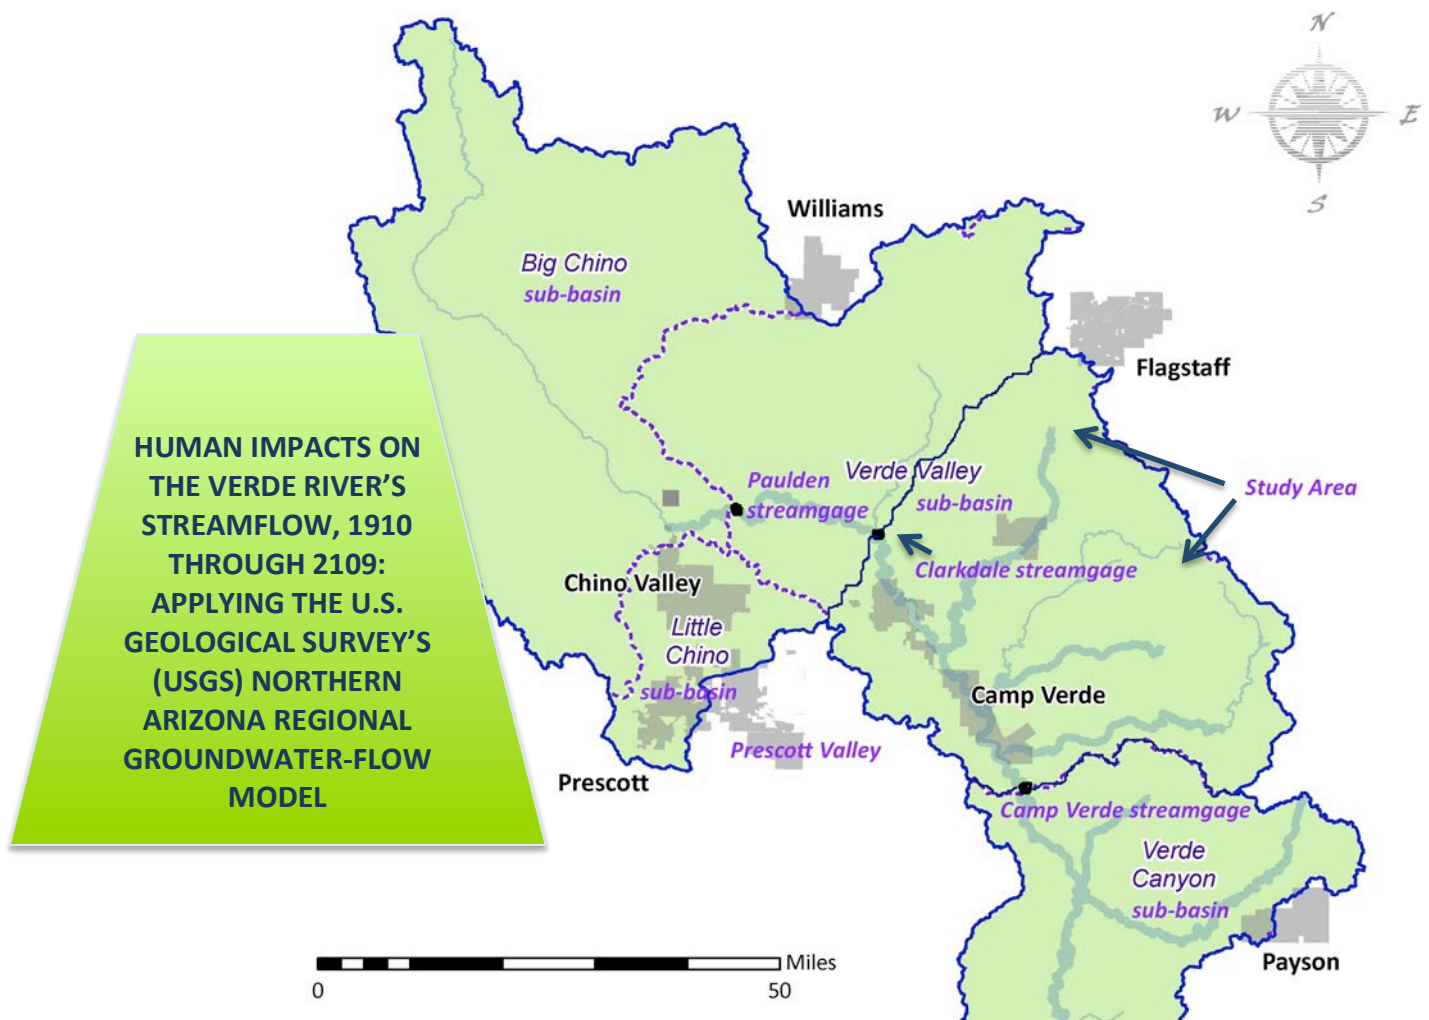 N
W
E
S
Williams
Big Chino
sub-basin
Flagstaff
HUMAN IMPACTS ON
THE VERDE RIVER’S
STREAMFLOW, 1910
THROUGH 2109:
APPLYING THE U.S.
GEOLOGICAL SURVEY’S
(USGS) NORTHERN
ARIZONA REGIONAL
GROUNDWATER-FLOW
MODEL
Verde Valley
sub-basin
Paulden
streamgage
Study Area
Clarkdale streamgage
Chino Valley
Little
Chino
sub-basin
Camp Verde
Prescott Valley
Prescott
Camp Verde streamgage
Verde
Canyon
sub-basin
Payson
Miles
0
50